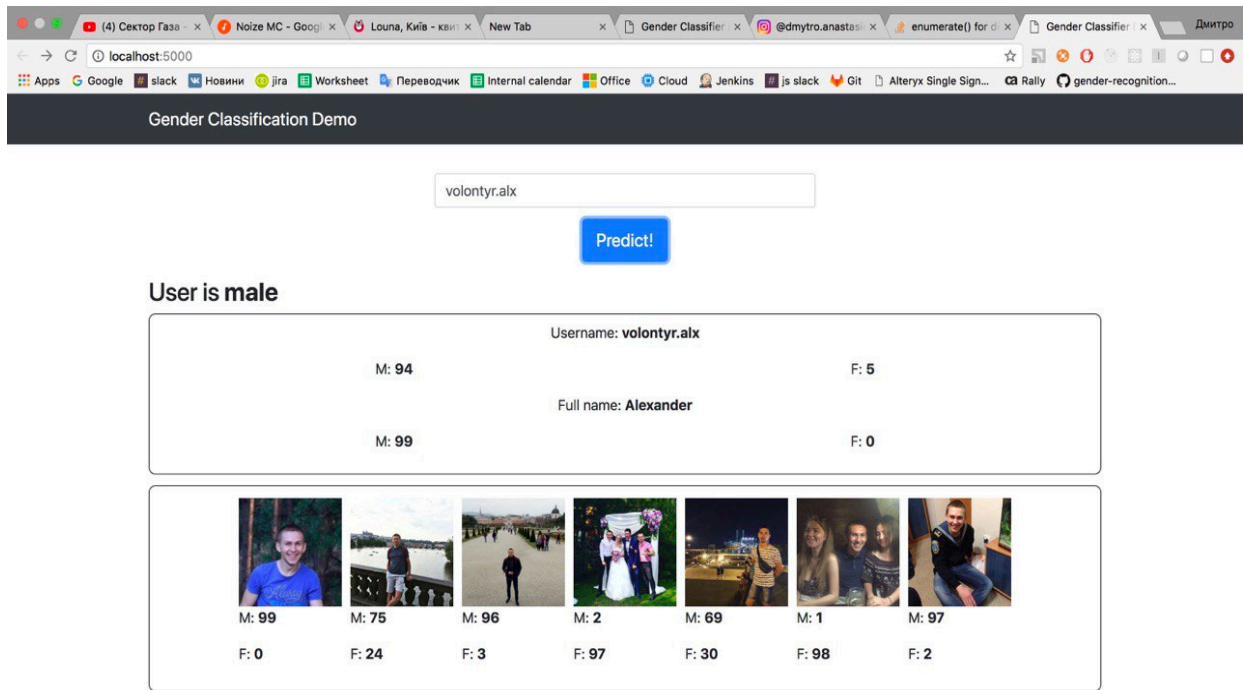 (4) Сектор Газа - Noize MC - Googl Louna, Київ - квит New Tab Gender Classifier @dmytro.anastasi enumerate() for d Gender Classifier Дмитро
localhost:5000
Apps Google slack Новини jira Worksheet Переводчик Internal calendar Office Cloud Jenkins js slack Git Alteryx Single Sign... ca Rally gender-recognition...
Gender Classification Demo
volontyr.alx
Predict!
User is male
Username: volontyr.alx
M: 94 F: 5
Full name: Alexander
M: 99 F: 0
M: 99 M: 75 M: 96 M: 2 M: 69 M: 1 M: 97
F: 0 F: 24 F: 3 F: 97 F: 30 F: 98 F: 2